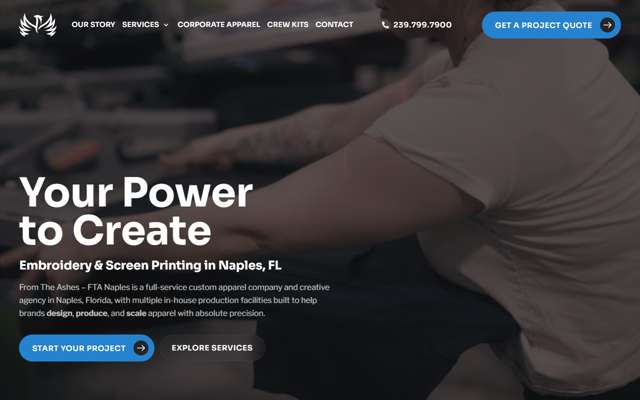 OUR STORY SERVICES CORPORATE APPAREL CREW KITS CONTACT 239.799.7900 GET A PROJECT QUOTE
Your Power
to Create
Embroidery & Screen Printing in Naples, FL
From The Ashes – FTA Naples is a full-service custom apparel company and creative
agency in Naples, Florida, with multiple in-house production facilities built to help
brands design, produce, and scale apparel with absolute precision.
START YOUR PROJECT EXPLORE SERVICES